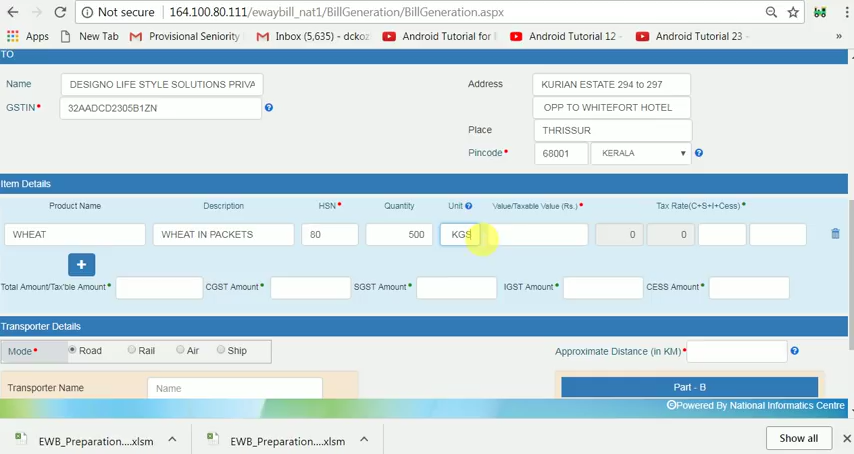 Not secure | 164.100.80.111/ewaybill_nat1/BillGeneration/BillGeneration.aspx
Apps New Tab Provisional Seniority Inbox (5,635) - dckoz Android Tutorial for B Android Tutorial 12 - Android Tutorial 23 - »
TO
Name DESIGNO LIFE STYLE SOLUTIONS PRIVA Address KURIAN ESTATE 294 to 297
GSTIN 32AADCD2305B1ZN OPP TO WHITEFORT HOTEL
Place THRISSUR
Pincode 68001 KERALA
Item Details
Product Name Description HSN Quantity Unit Value/Taxable Value (Rs.) Tax Rate(C+S+I+Cess)
WHEAT WHEAT IN PACKETS 80 500 KGS 0 0
+
Total Amount/Tax'ble Amount CGST Amount SGST Amount IGST Amount CESS Amount
Transporter Details
Mode Road Rail Air Ship Approximate Distance (in KM)
Transporter Name Name Part - B
Powered By National Informatics Centre
EWB_Preparation....xlsm EWB_Preparation....xlsm Show all